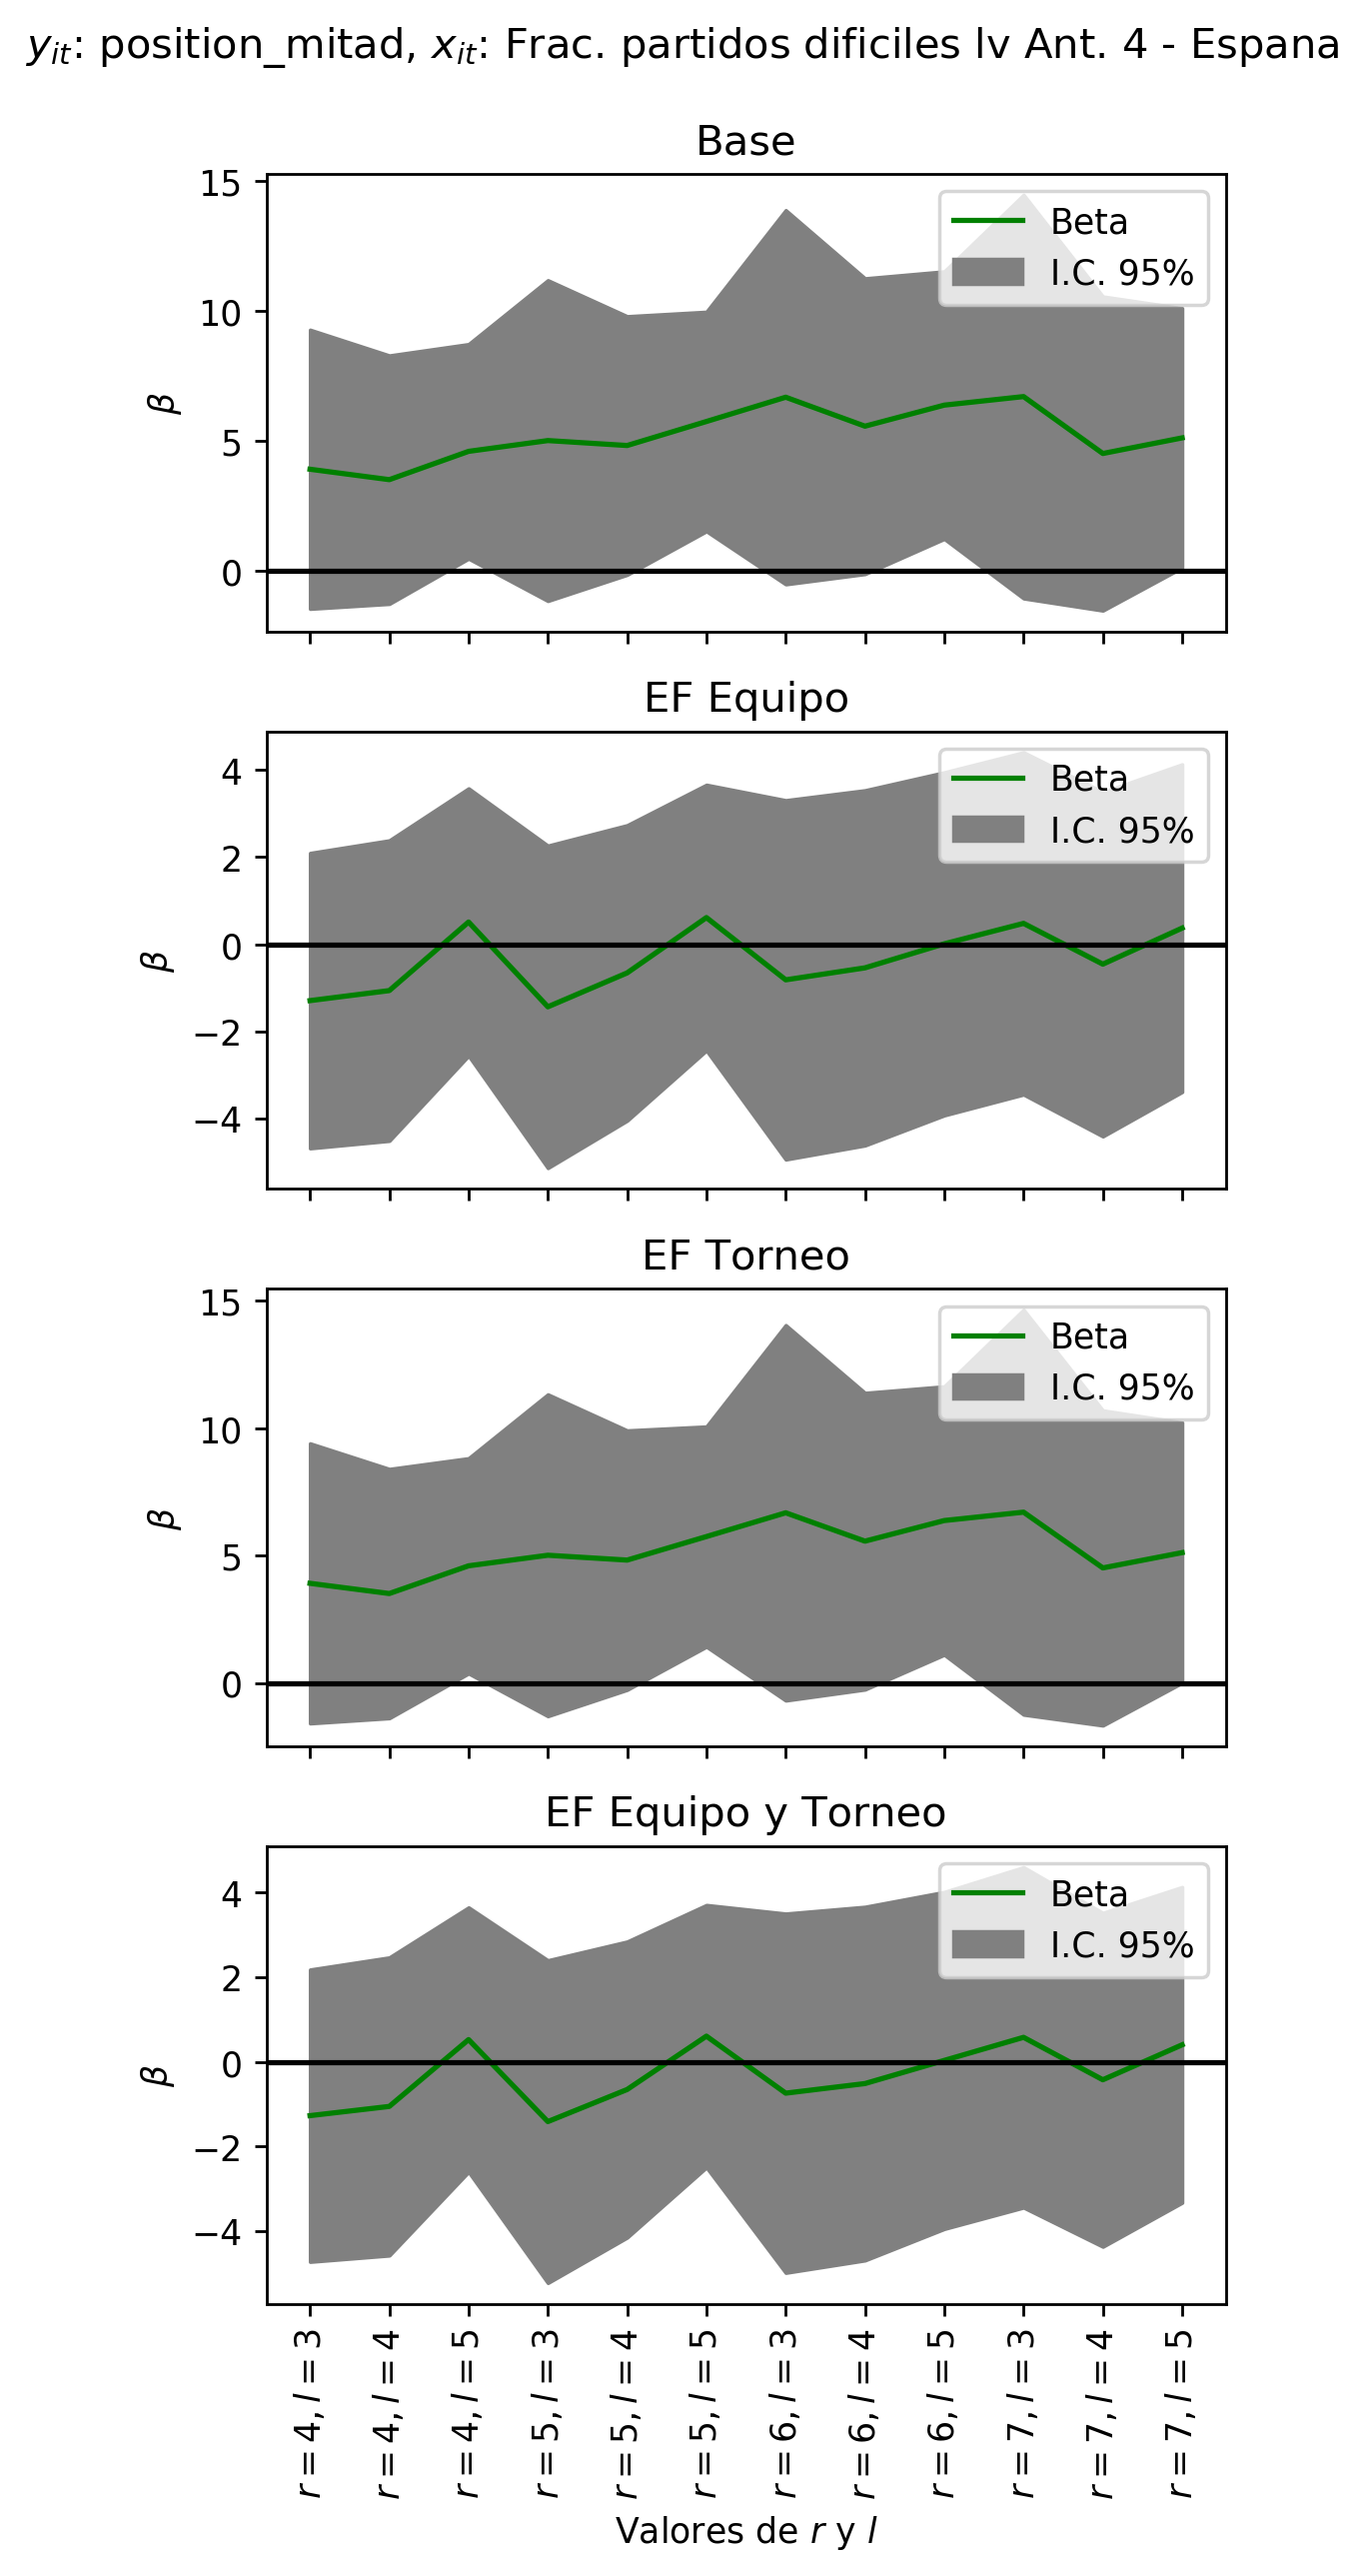 y_it: position_mitad, x_it: Frac. partidos dificiles lv Ant. 4 - Espana
Base
15
10
5
0
β
Beta
I.C. 95%
EF Equipo
4
2
0
−2
−4
β
Beta
I.C. 95%
EF Torneo
15
10
5
0
β
Beta
I.C. 95%
EF Equipo y Torneo
4
2
0
−2
−4
β
Beta
I.C. 95%
r = 4, l = 3
r = 4, l = 4
r = 4, l = 5
r = 5, l = 3
r = 5, l = 4
r = 5, l = 5
r = 6, l = 3
r = 6, l = 4
r = 6, l = 5
r = 7, l = 3
r = 7, l = 4
r = 7, l = 5
Valores de r y l